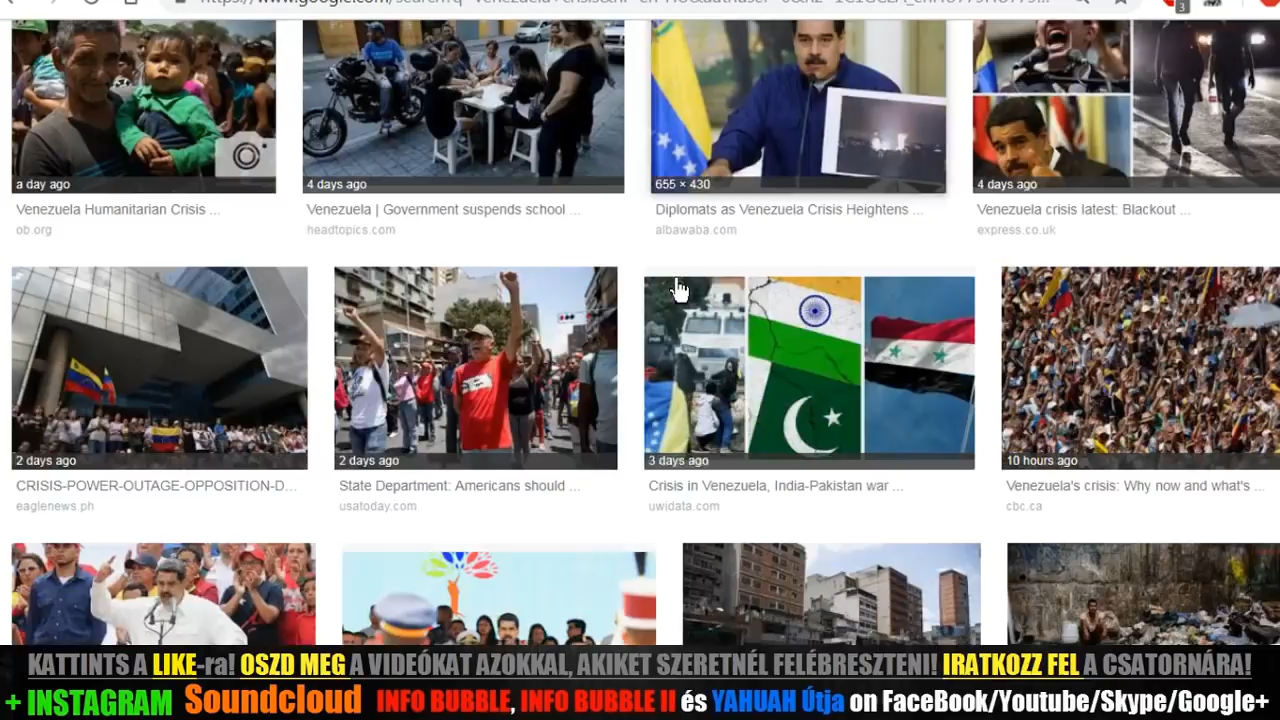 a day ago
4 days ago
655 × 430
4 days ago
Venezuela Humanitarian Crisis ...
Venezuela | Government suspends school ...
Diplomats as Venezuela Crisis Heightens ...
Venezuela crisis latest: Blackout ...
ob.org
headtopics.com
albawaba.com
express.co.uk
2 days ago
2 days ago
3 days ago
10 hours ago
CRISIS-POWER-OUTAGE-OPPOSITION-D...
State Department: Americans should ...
Crisis in Venezuela, India-Pakistan war ...
Venezuela's crisis: Why now and what's ...
eaglenews.ph
usatoday.com
uwidata.com
cbc.ca
KATTINTS A LIKE-ra! OSZD MEG A VIDEÓKAT AZOKKAL, AKIKET SZERETNÉL FELÉBRESZTENI! IRATKOZZ FEL A CSATORNÁRA!
+ INSTAGRAM Soundcloud INFO BUBBLE, INFO BUBBLE II és YAHUAH Útja on FaceBook/Youtube/Skype/Google+